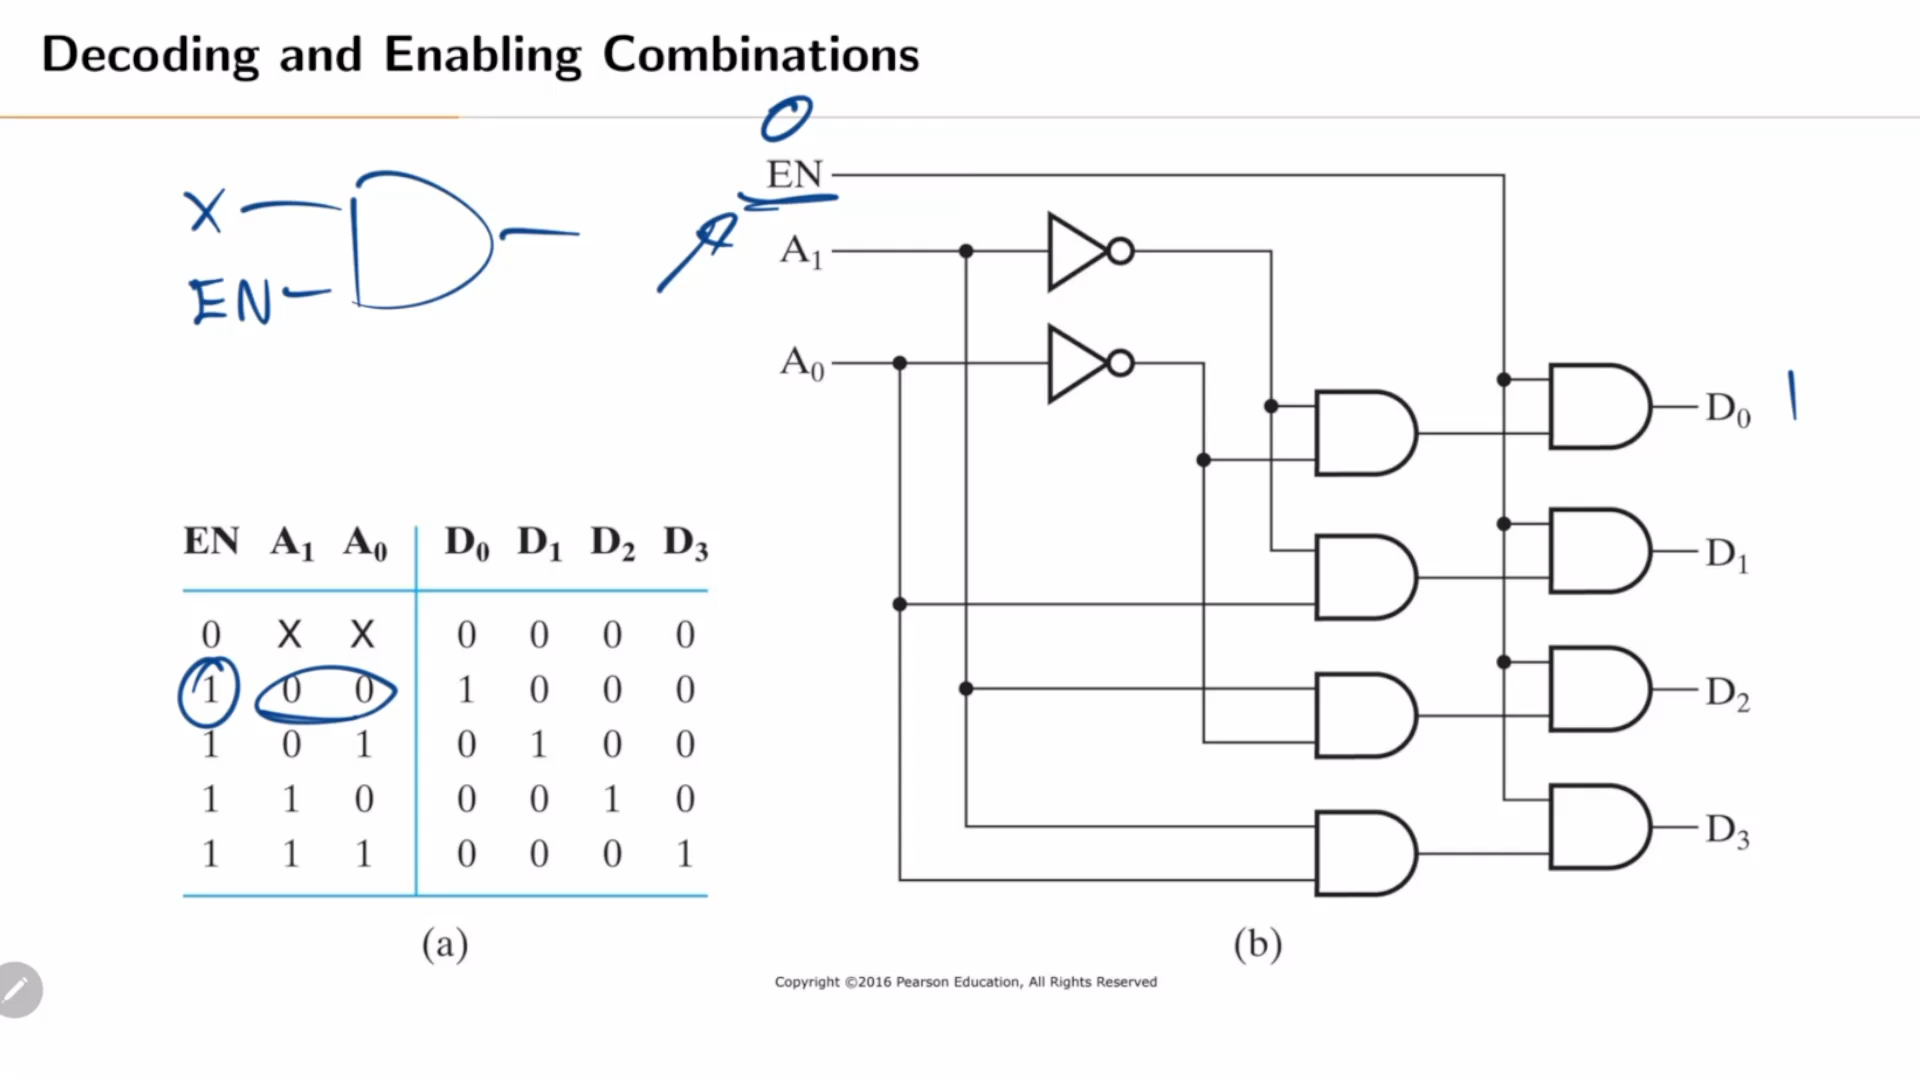 Decoding and Enabling Combinations
0
EN
X
EN
A1
A0
D0 1
D1
D2
D3
EN A1 A0 D0 D1 D2 D3
0 X X 0 0 0 0
1 0 0 1 0 0 0
1 0 1 0 1 0 0
1 1 0 0 0 1 0
1 1 1 0 0 0 1
(a) (b)
Copyright ©2016 Pearson Education, All Rights Reserved